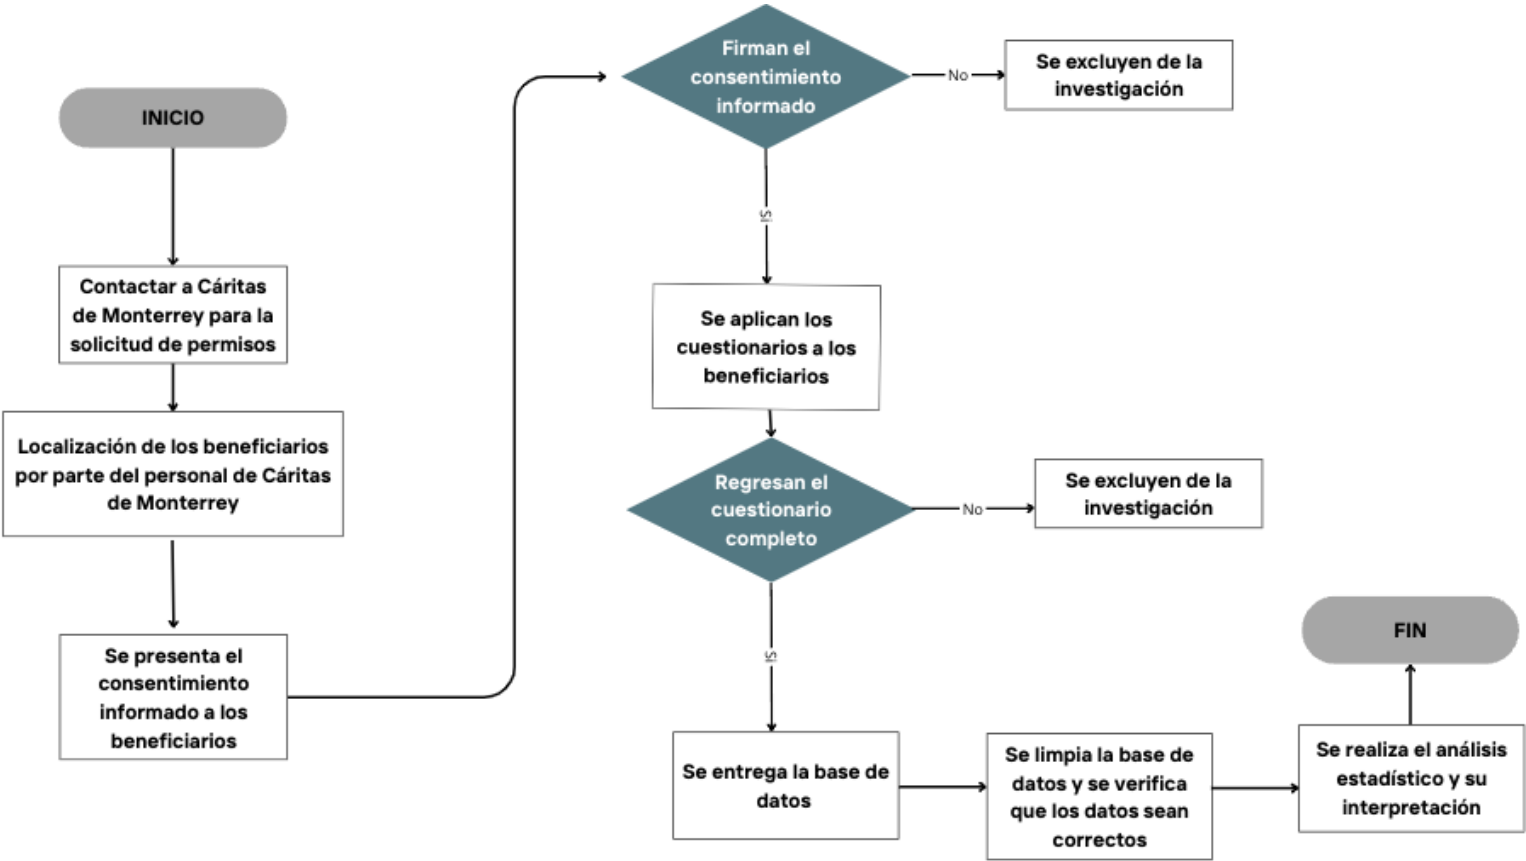 INICIO
Contactar a Cáritas
de Monterrey para la
solicitud de permisos
Localización de los beneficiarios
por parte del personal de Cáritas
de Monterrey
Se presenta el
consentimiento
informado a los
beneficiarios
Firman el
consentimiento
informado
No
Se excluyen de la
investigación
Si
Se aplican los
cuestionarios a los
beneficiarios
Regresan el
cuestionario
completo
No
Se excluyen de la
investigación
Si
Se entrega la base de
datos
Se limpia la base de
datos y se verifica
que los datos sean
correctos
Se realiza el análisis
estadístico y su
interpretación
FIN